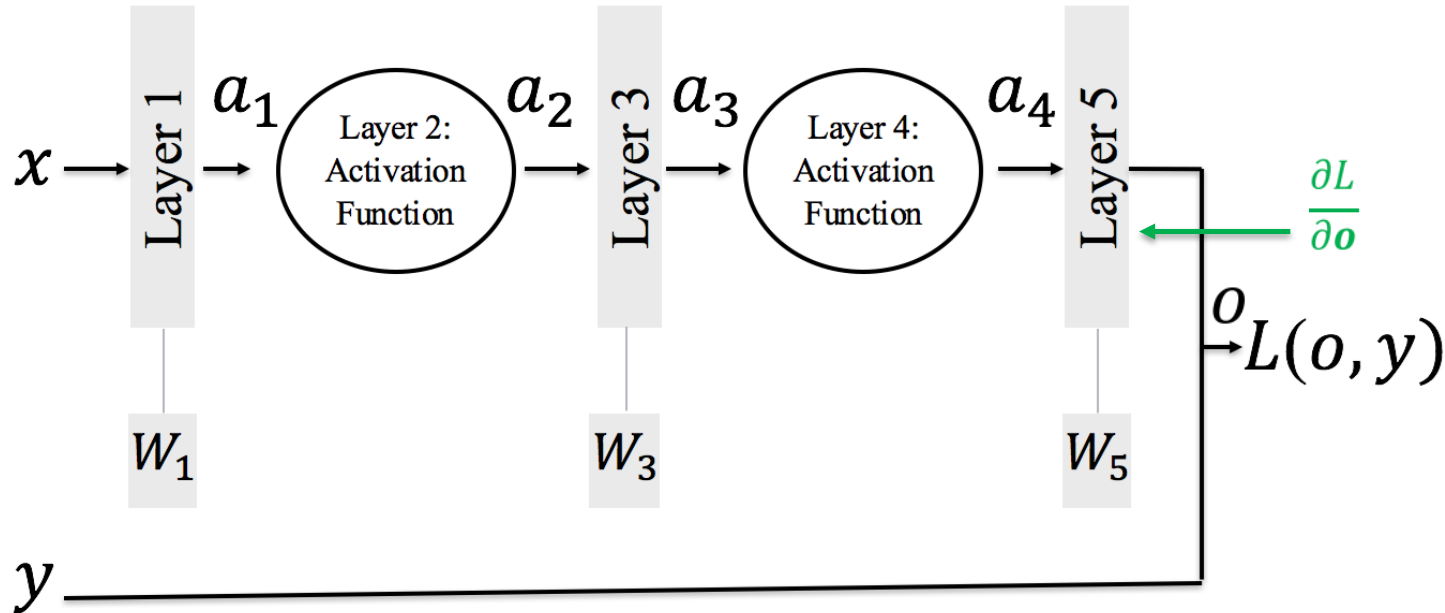 x
Layer 1
a₁
Layer 2:
Activation
Function
a₂
Layer 3
a₃
Layer 4:
Activation
Function
a₄
Layer 5
∂L
∂o
o
L(o, y)
W₁
W₃
W₅
y